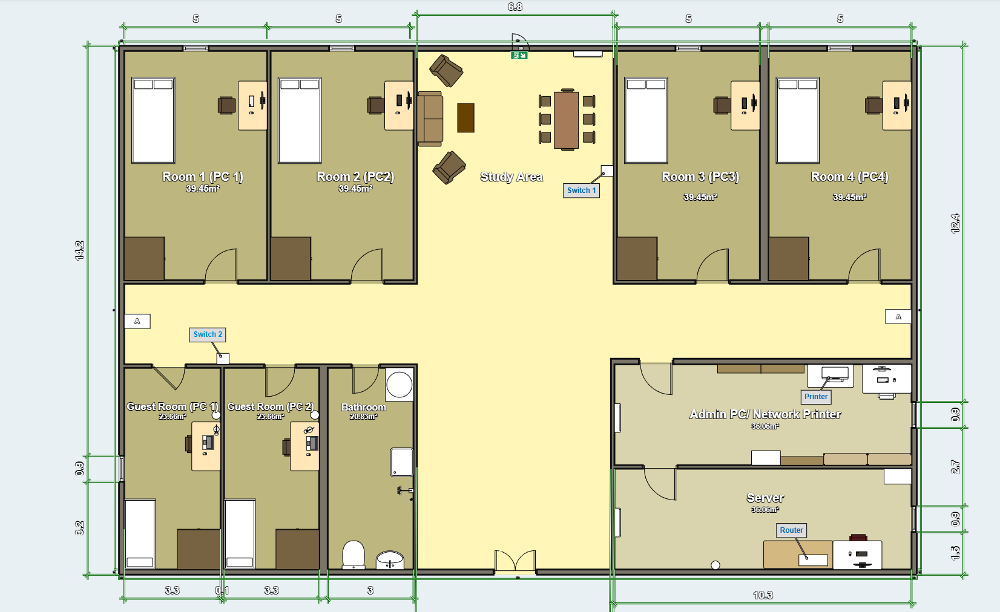 6.8
5
5
5
5
Room 1 (PC 1)
39.45m²
Room 2 (PC2)
39.45m²
Study Area
Switch 1
Room 3 (PC3)
39.45m²
Room 4 (PC4)
39.45m²
14.2
12.4
A
A
Switch 2
Guest Room (PC 1)
23.66m²
Guest Room (PC 2)
23.66m²
Bathroom
20.83m²
Printer
Admin PC/ Network Printer
36.06m²
0.9
0.9
2.7
Server
36.06m²
Router
0.9
3.2
1.5
3.3
0.1
3.3
3
10.3